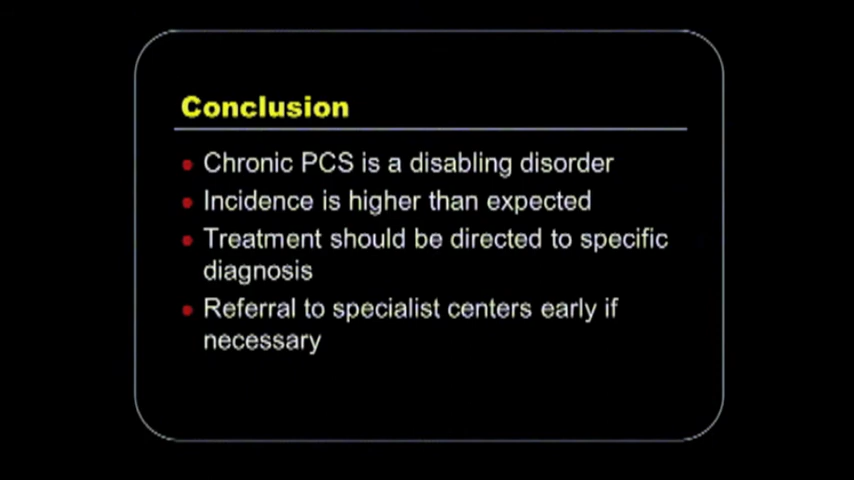 Conclusion
Chronic PCS is a disabling disorder
Incidence is higher than expected
Treatment should be directed to specific
diagnosis
Referral to specialist centers early if
necessary